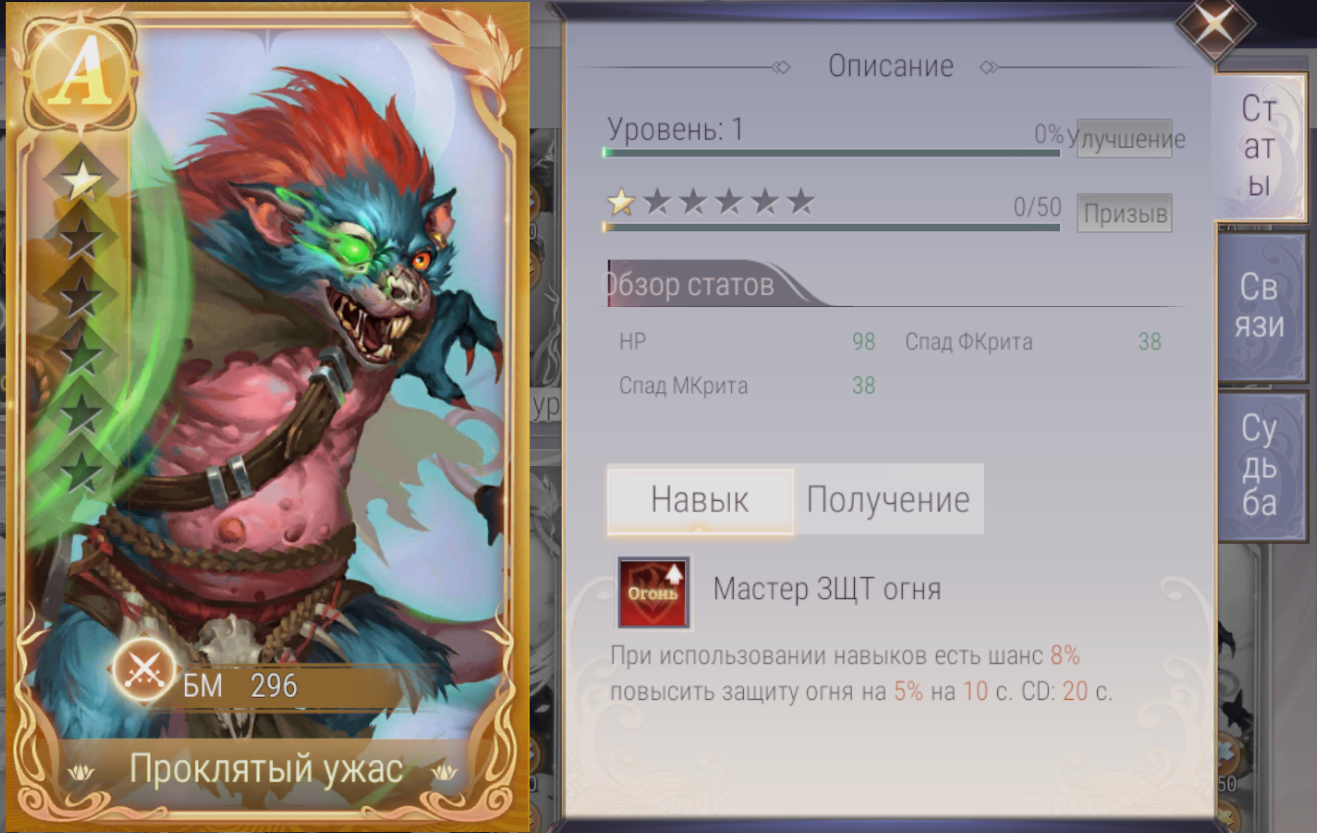 A
БМ 296
Проклятый ужас
Описание
Уровень: 1
0%
Улучшение
0/50
Призыв
Обзор статов
HP 98 Спад ФКрита 38
Спад МКрита 38
Навык Получение
Огонь
Мастер ЗЩТ огня
При использовании навыков есть шанс 8%
повысить защиту огня на 5% на 10 с. CD: 20 с.
Ст
ат
ы
Св
язи
Су
дь
ба